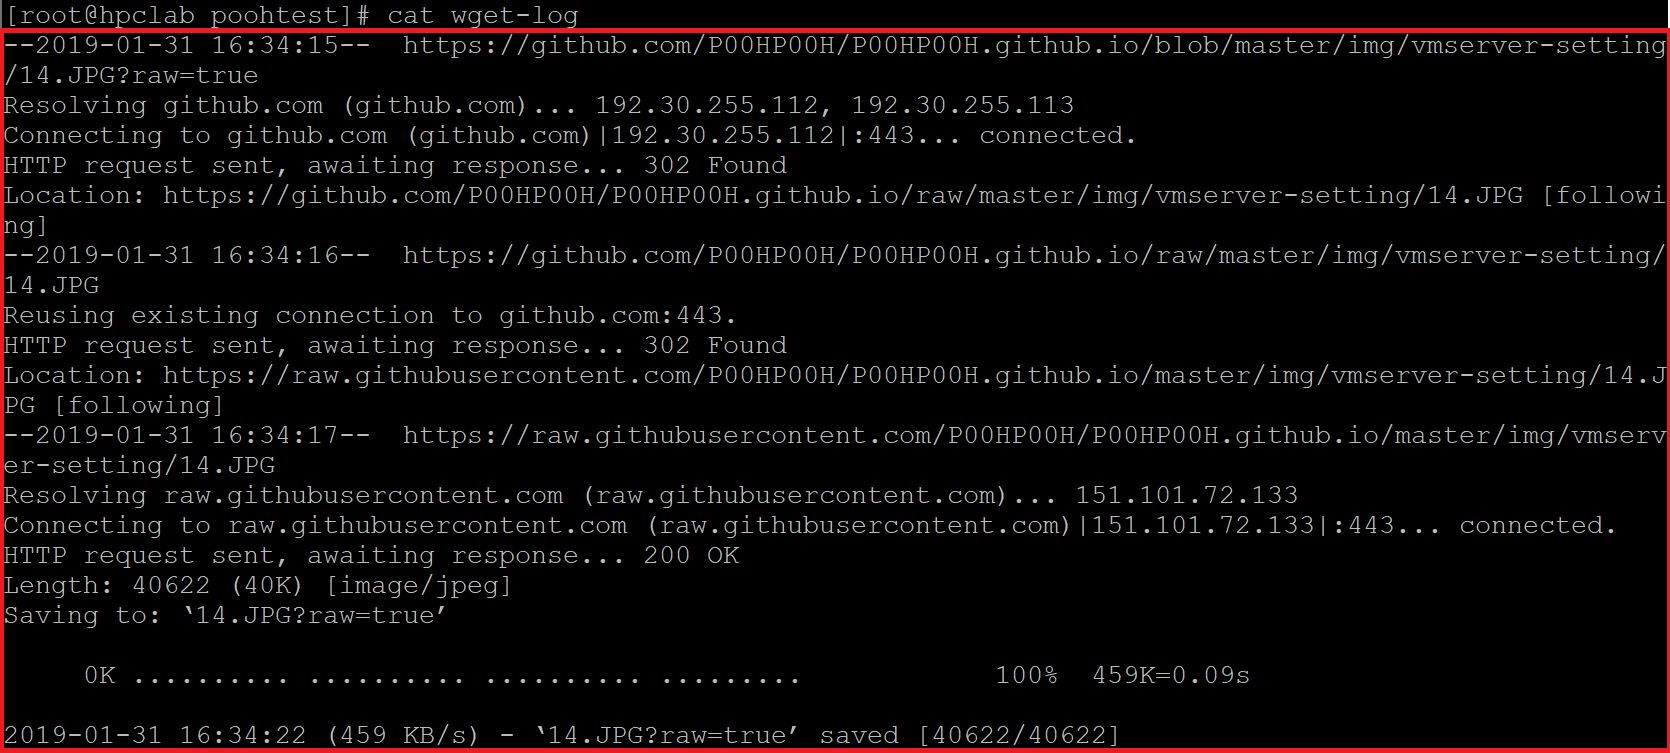 [root@hpclab poohtest]# cat wget-log
--2019-01-31 16:34:15--  https://github.com/P00HP00H/P00HP00H.github.io/blob/master/img/vmserver-setting
/14.JPG?raw=true
Resolving github.com (github.com)... 192.30.255.112, 192.30.255.113
Connecting to github.com (github.com)|192.30.255.112|:443... connected.
HTTP request sent, awaiting response... 302 Found
Location: https://github.com/P00HP00H/P00HP00H.github.io/raw/master/img/vmserver-setting/14.JPG [followi
ng]
--2019-01-31 16:34:16--  https://github.com/P00HP00H/P00HP00H.github.io/raw/master/img/vmserver-setting/
14.JPG
Reusing existing connection to github.com:443.
HTTP request sent, awaiting response... 302 Found
Location: https://raw.githubusercontent.com/P00HP00H/P00HP00H.github.io/master/img/vmserver-setting/14.J
PG [following]
--2019-01-31 16:34:17--  https://raw.githubusercontent.com/P00HP00H/P00HP00H.github.io/master/img/vmserv
er-setting/14.JPG
Resolving raw.githubusercontent.com (raw.githubusercontent.com)... 151.101.72.133
Connecting to raw.githubusercontent.com (raw.githubusercontent.com)|151.101.72.133|:443... connected.
HTTP request sent, awaiting response... 200 OK
Length: 40622 (40K) [image/jpeg]
Saving to: ‘14.JPG?raw=true’
0K .......... .......... .......... .........            100%  459K=0.09s
2019-01-31 16:34:22 (459 KB/s) - ‘14.JPG?raw=true’ saved [40622/40622]